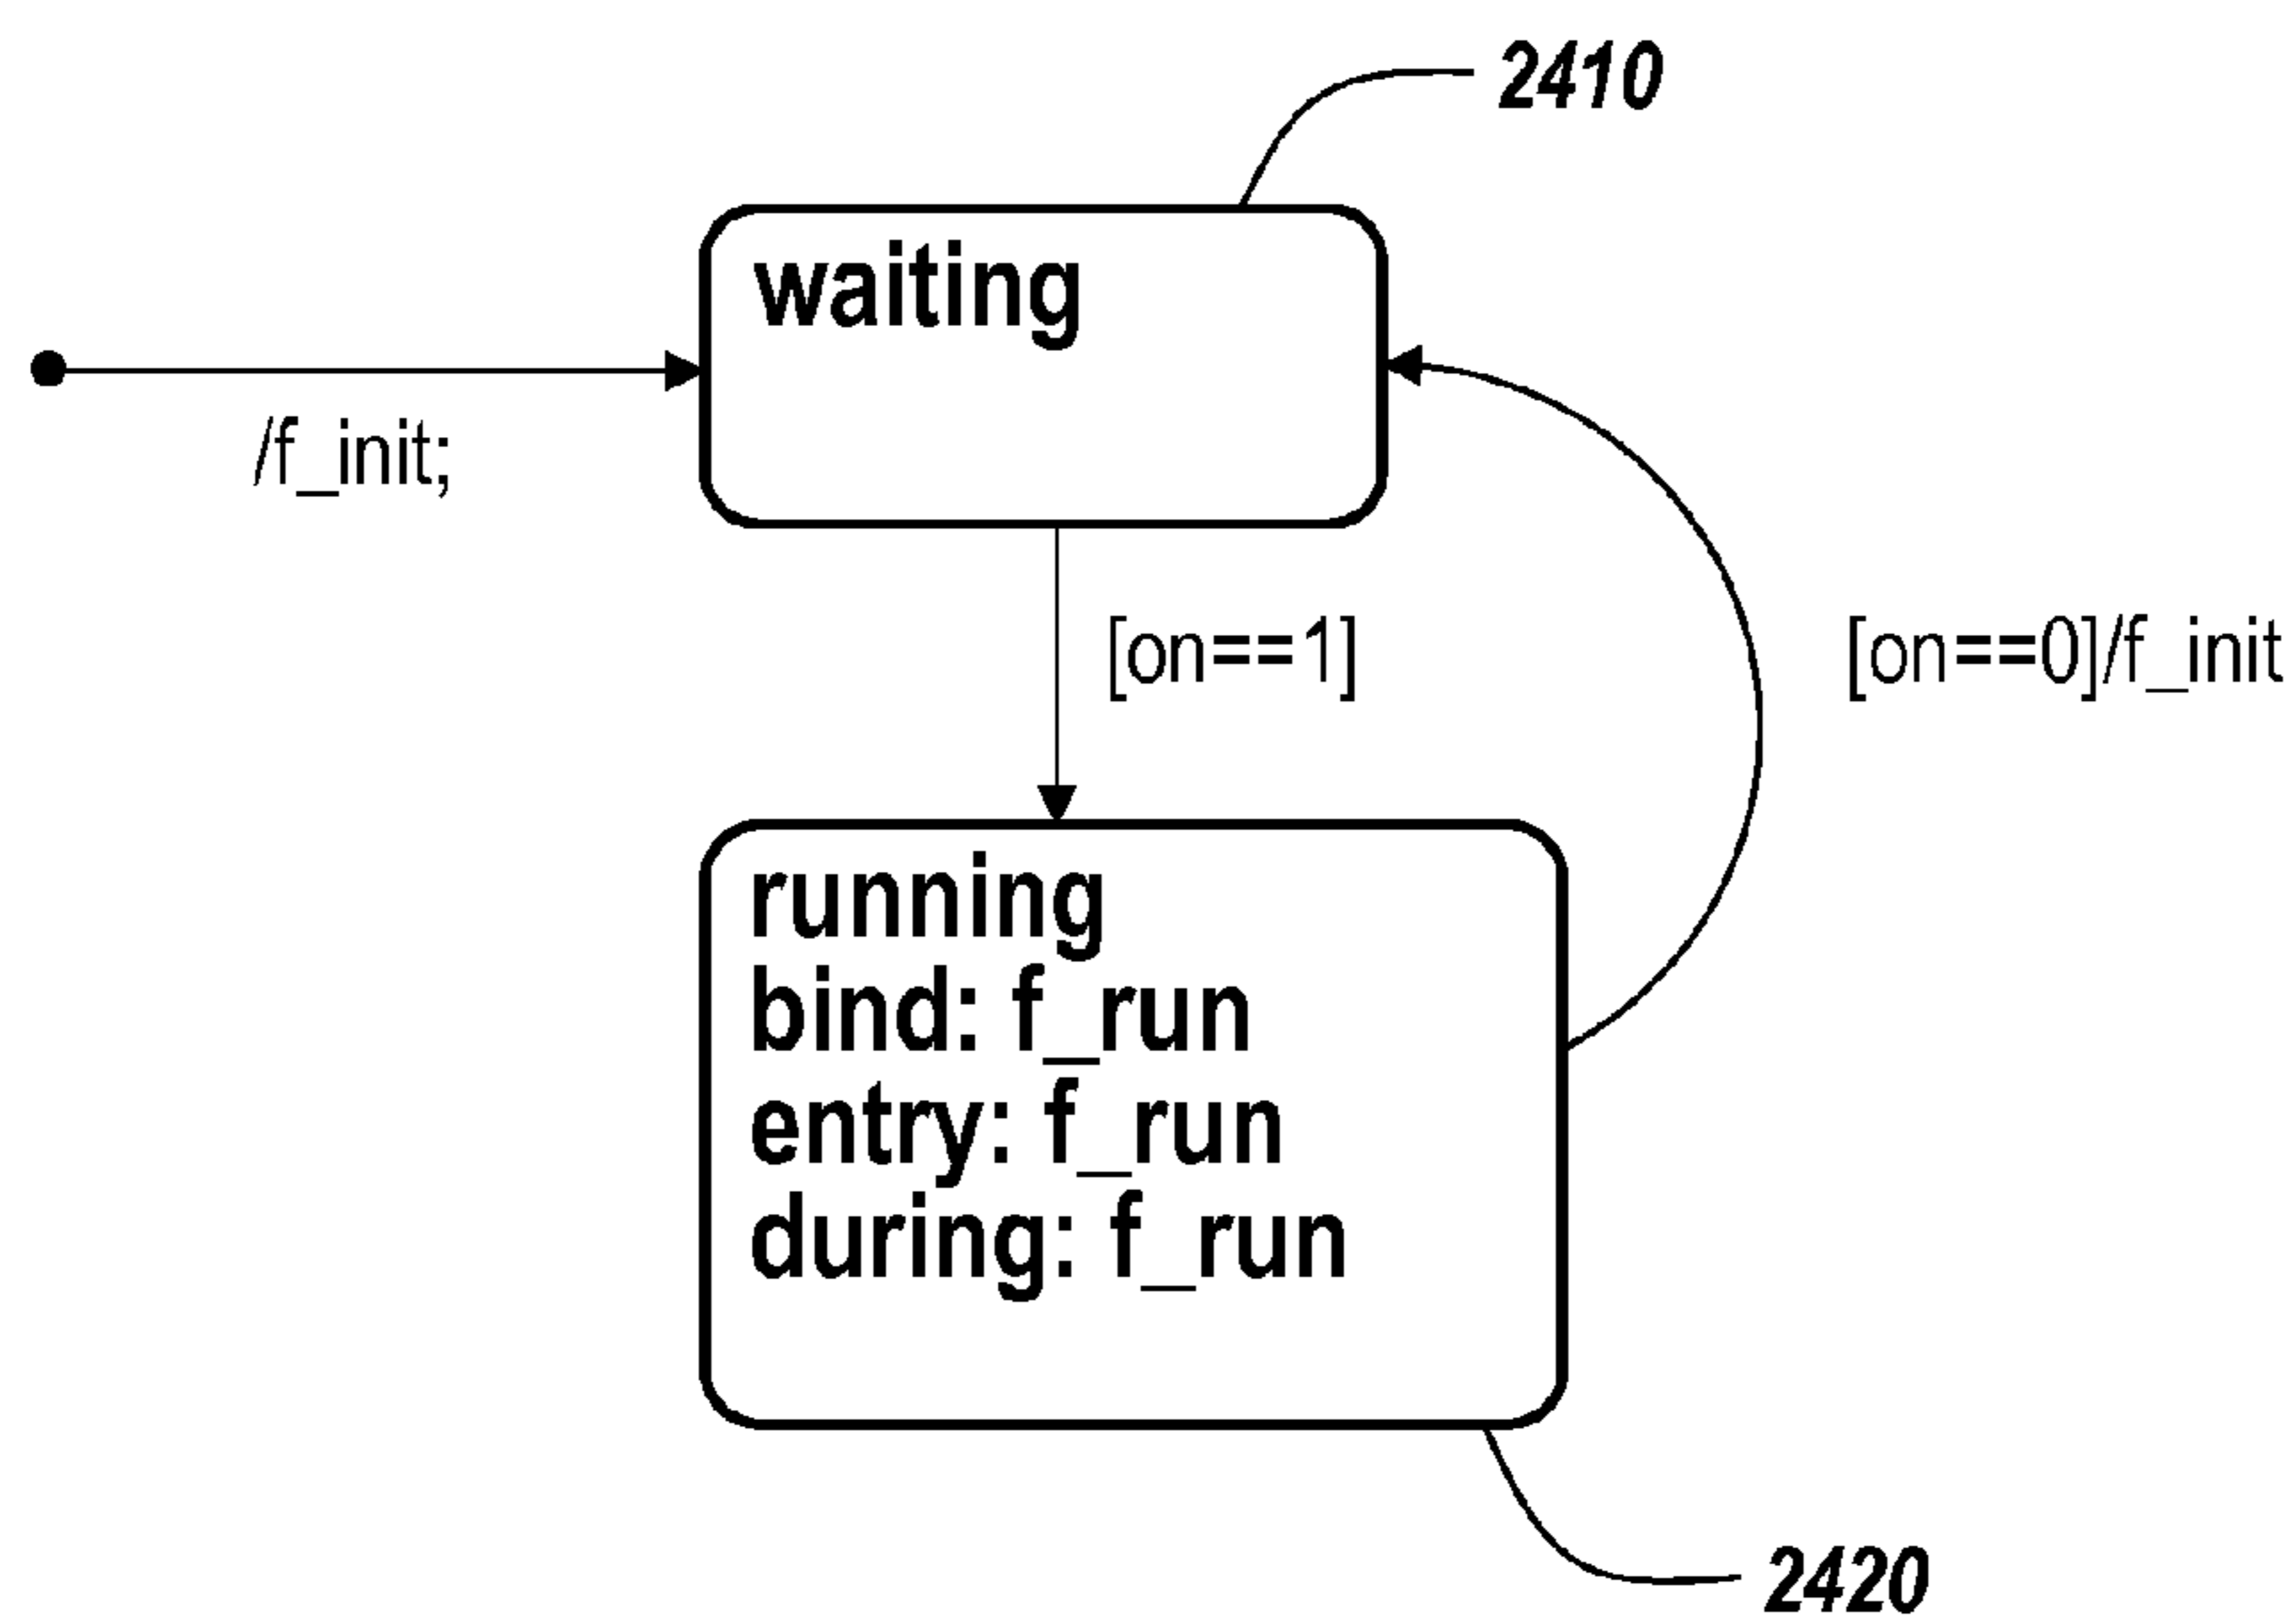 2410
waiting
/f_init;
[on==1]
[on==0]/f_init
running
bind: f_run
entry: f_run
during: f_run
2420